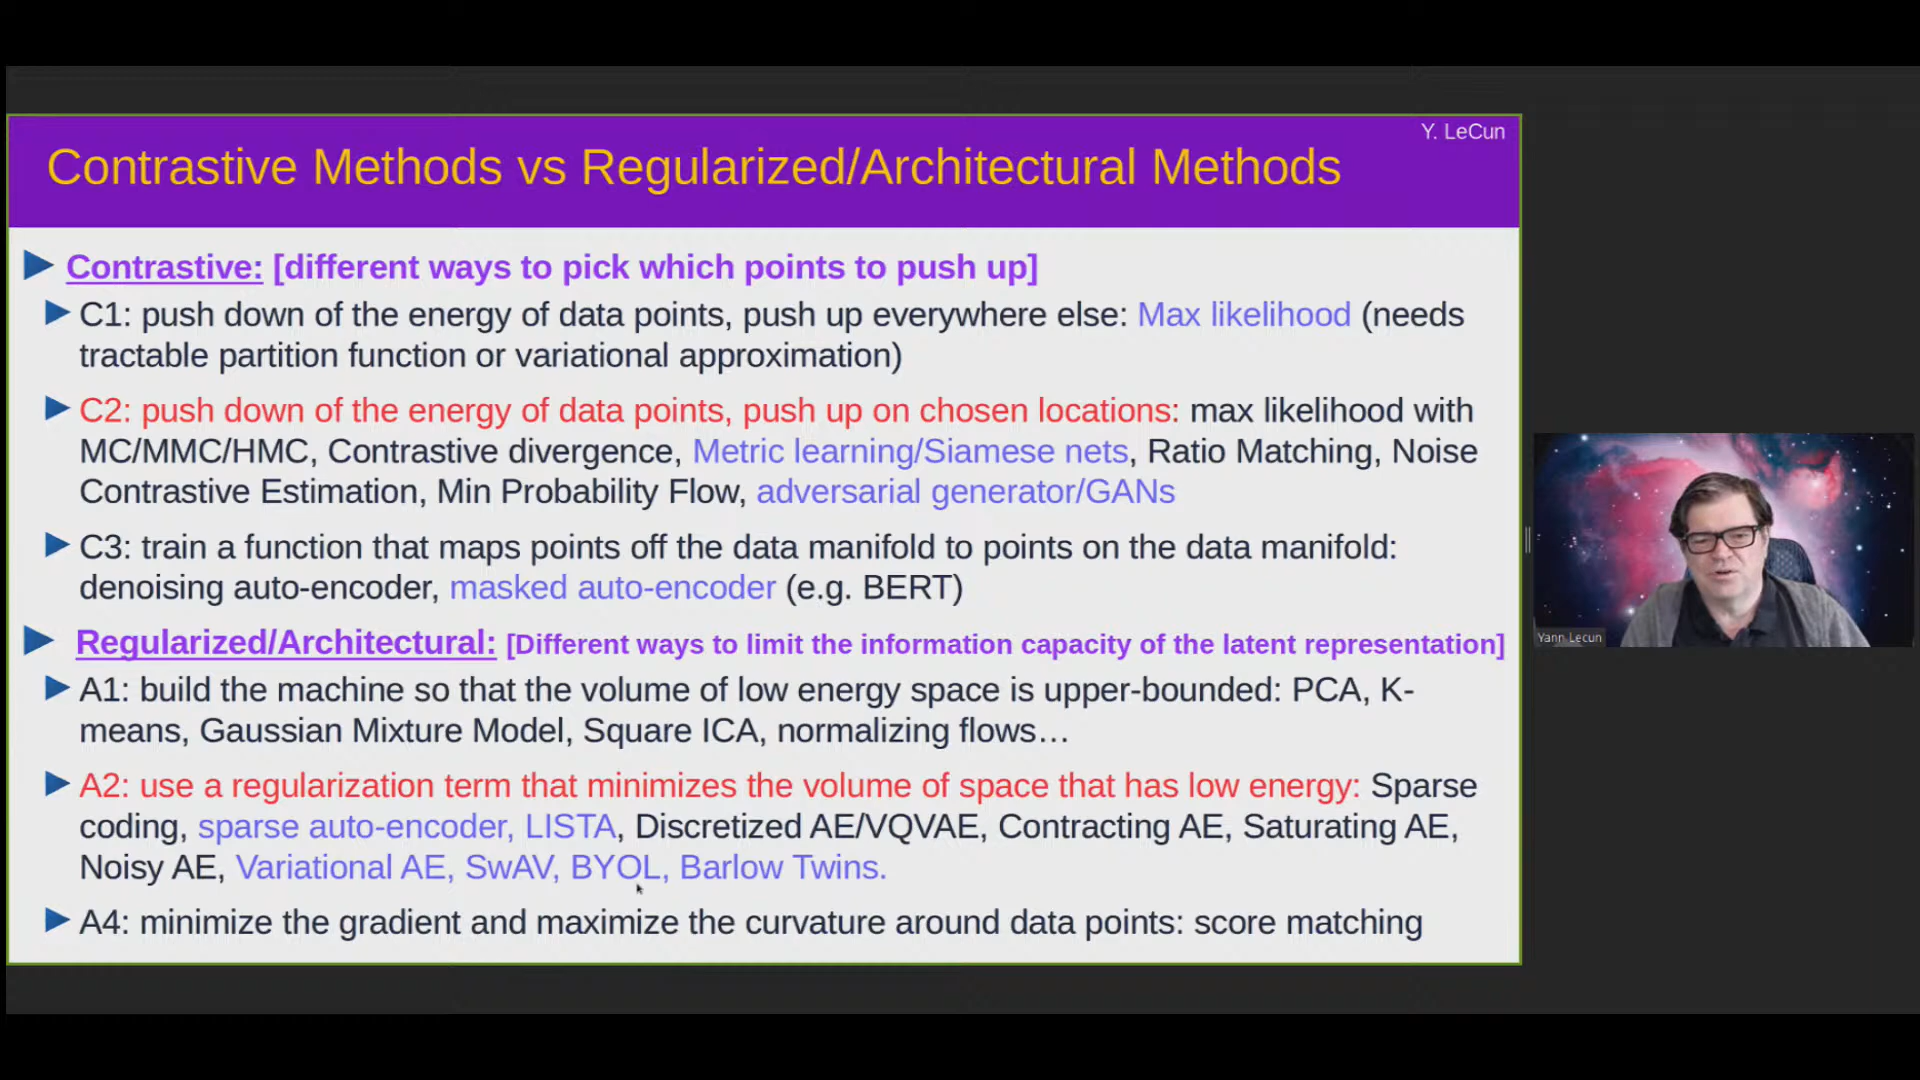 Y. LeCun
Contrastive Methods vs Regularized/Architectural Methods
Contrastive: [different ways to pick which points to push up]
C1: push down of the energy of data points, push up everywhere else: Max likelihood (needs
tractable partition function or variational approximation)
C2: push down of the energy of data points, push up on chosen locations: max likelihood with
MC/MMC/HMC, Contrastive divergence, Metric learning/Siamese nets, Ratio Matching, Noise
Contrastive Estimation, Min Probability Flow, adversarial generator/GANs
C3: train a function that maps points off the data manifold to points on the data manifold:
denoising auto-encoder, masked auto-encoder (e.g. BERT)
Regularized/Architectural: [Different ways to limit the information capacity of the latent representation]
A1: build the machine so that the volume of low energy space is upper-bounded: PCA, K-
means, Gaussian Mixture Model, Square ICA, normalizing flows…
A2: use a regularization term that minimizes the volume of space that has low energy: Sparse
coding, sparse auto-encoder, LISTA, Discretized AE/VQVAE, Contracting AE, Saturating AE,
Noisy AE, Variational AE, SwAV, BYOL, Barlow Twins.
A4: minimize the gradient and maximize the curvature around data points: score matching
Yann Lecun